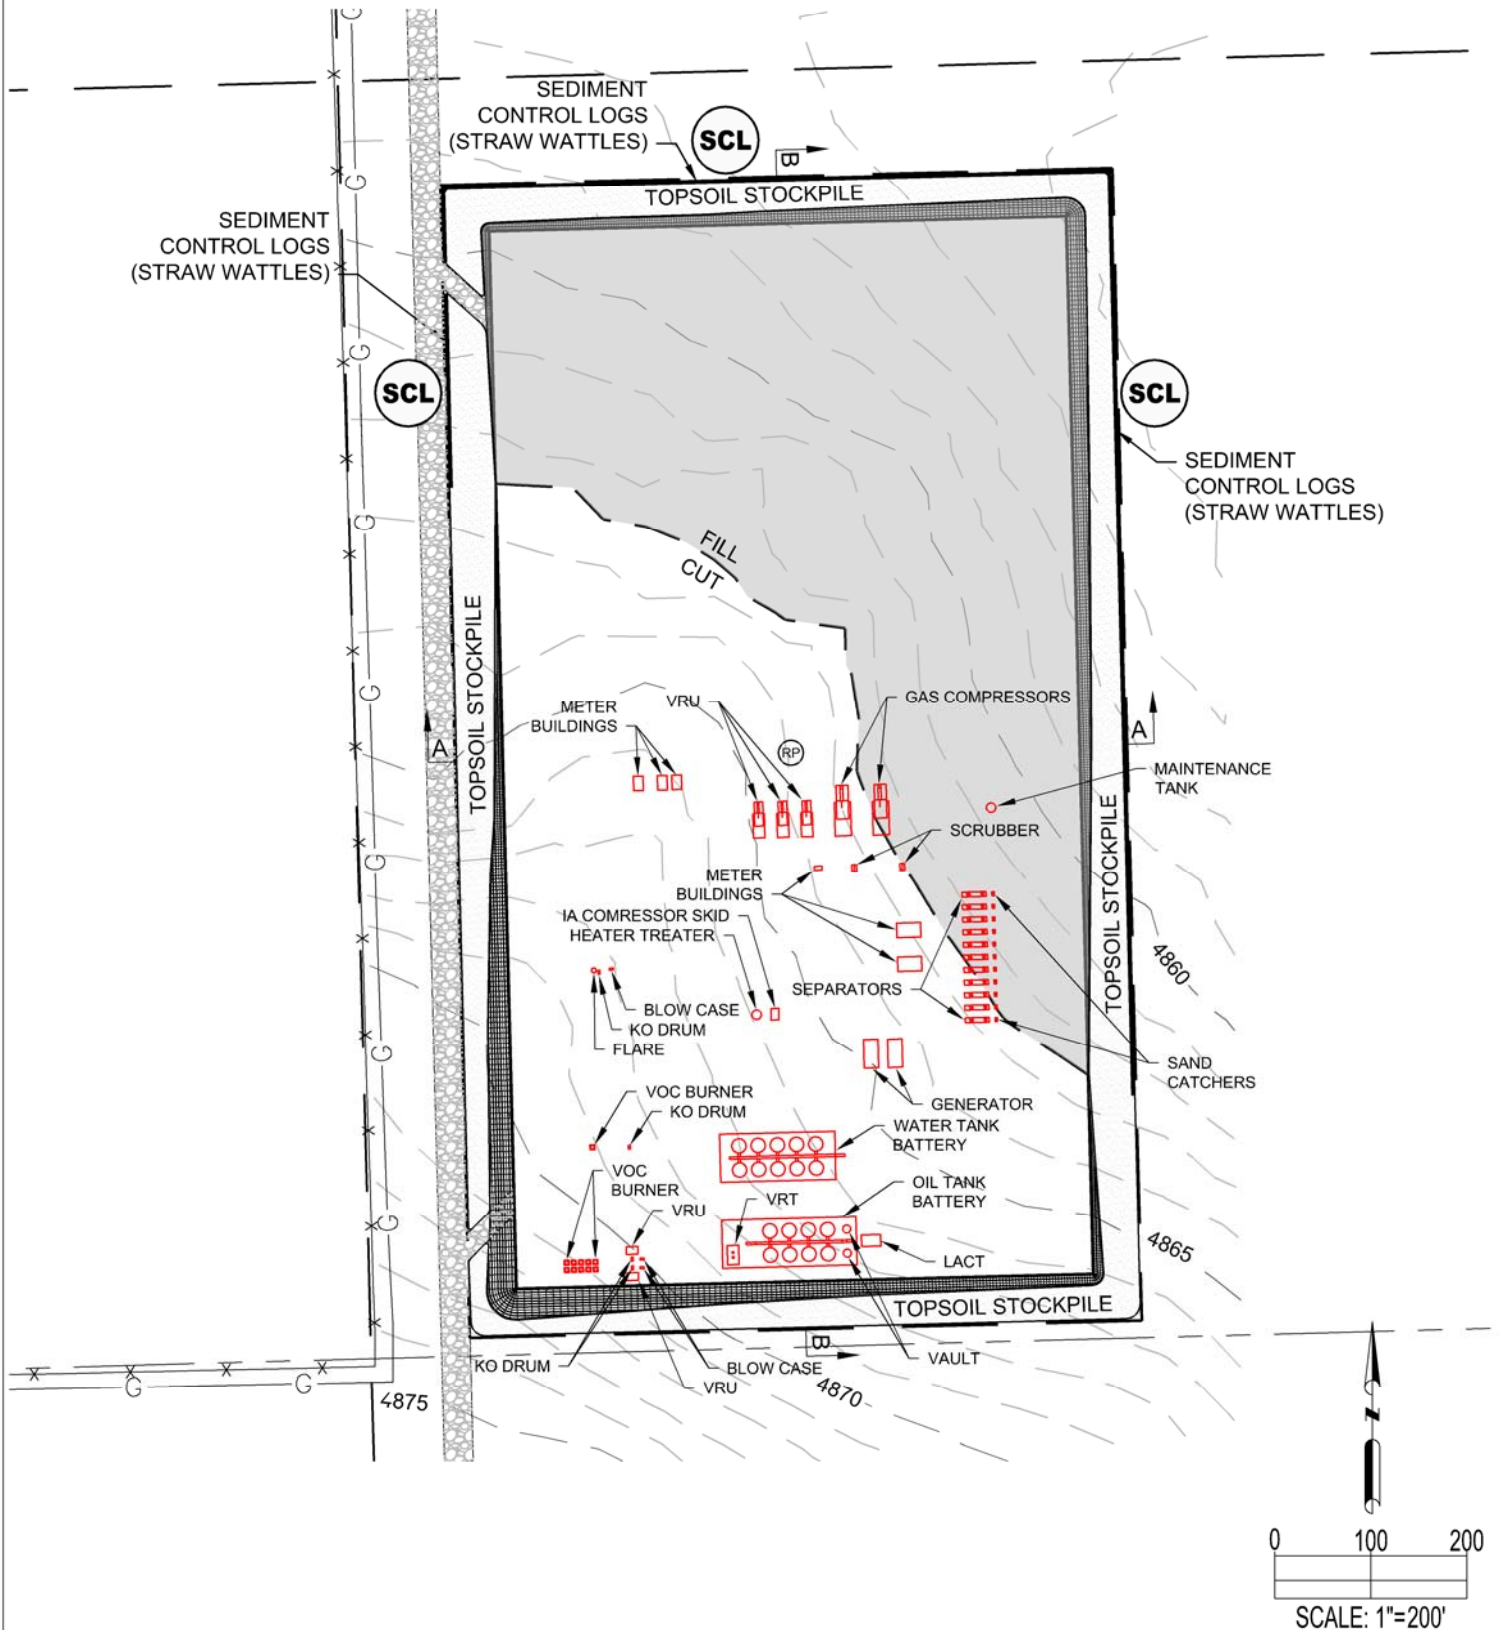 G
SEDIMENT
CONTROL LOGS
(STRAW WATTLES)
SCL
B
TOPSOIL STOCKPILE
G
SEDIMENT
CONTROL LOGS
(STRAW WATTLES)
G
SCL
SCL
SEDIMENT
CONTROL LOGS
(STRAW WATTLES)
G
FILL
CUT
TOPSOIL STOCKPILE
G
METER
BUILDINGS
VRU
GAS COMPRESSORS
A
A
RP
MAINTENANCE
TANK
TOPSOIL STOCKPILE
SCRUBBER
G
METER
BUILDINGS
IA COMRESSOR SKID
HEATER TREATER
4860
SEPARATORS
BLOW CASE
KO DRUM
FLARE
G
SAND
CATCHERS
VOC BURNER
KO DRUM
GENERATOR
WATER TANK
BATTERY
VOC
BURNER
VRU
VRT
OIL TANK
BATTERY
G
4865
LACT
TOPSOIL STOCKPILE
B
KO DRUM
BLOW CASE
VRU
VAULT
G
G
4875
4870
N
0 100 200
SCALE: 1"=200'